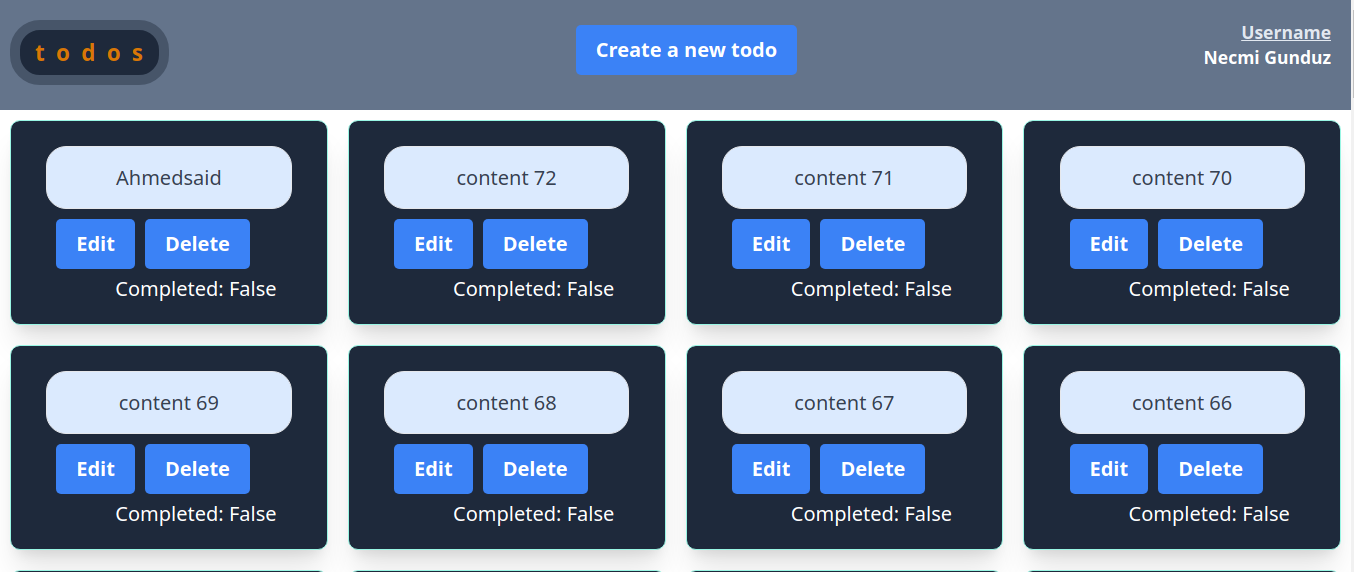 t o d o s
Create a new todo
Username
Necmi Gunduz
Ahmedsaid
Edit Delete
Completed: False
content 72
Edit Delete
Completed: False
content 71
Edit Delete
Completed: False
content 70
Edit Delete
Completed: False
content 69
Edit Delete
Completed: False
content 68
Edit Delete
Completed: False
content 67
Edit Delete
Completed: False
content 66
Edit Delete
Completed: False